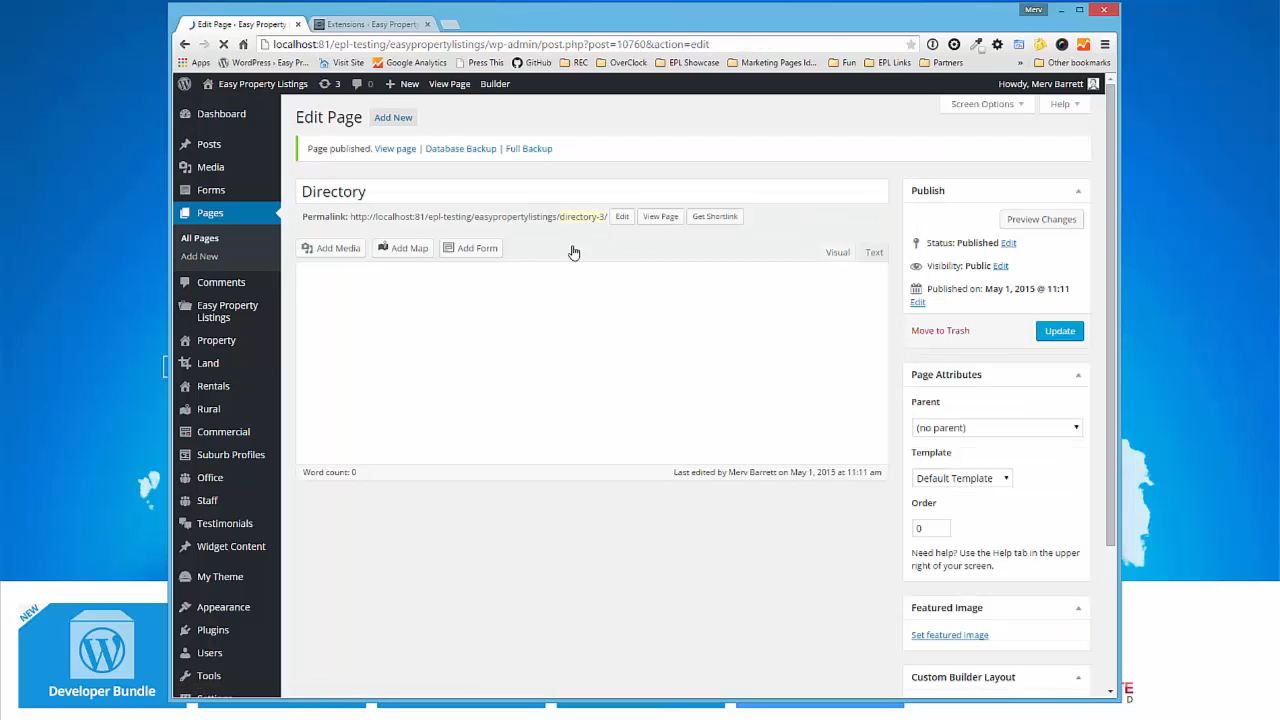 Merv
Edit Page ‹ Easy Property
Extensions ‹ Easy Property
localhost:81/epl-testing/easypropertylistings/wp-admin/post.php?post=10760&action=edit
Apps
WordPress › Easy Pr...
Visit Site
Google Analytics
Press This
GitHub
REC
OverClock
EPL Showcase
Marketing Pages Id...
Fun
EPL Links
Partners
»
Other bookmarks
Easy Property Listings
3
0
New
View Page
Builder
Howdy, Merv Barrett
Dashboard
Posts
Media
Forms
Pages
All Pages
Add New
Comments
Easy Property
Listings
Property
Land
Rentals
Rural
Commercial
Suburb Profiles
Office
Staff
Testimonials
Widget Content
My Theme
Appearance
Plugins
Users
Tools
Screen Options
Help
Edit Page
Add New
Page published. View page | Database Backup | Full Backup
Directory
Permalink: http://localhost:81/epl-testing/easypropertylistings/directory-3/ Edit View Page Get Shortlink
Add Media
Add Map
Add Form
Visual
Text
Word count: 0
Last edited by Merv Barrett on May 1, 2015 at 11:11 am
Publish
Preview Changes
Status: Published Edit
Visibility: Public Edit
Published on: May 1, 2015 @ 11:11
Edit
Move to Trash
Update
Page Attributes
Parent
(no parent)
Template
Default Template
Order
0
Need help? Use the Help tab in the upper
right of your screen.
Featured Image
Set featured image
Custom Builder Layout
NEW
Developer Bundle